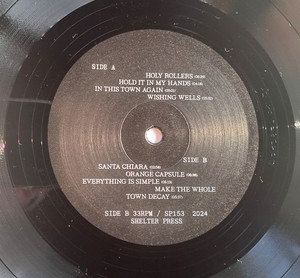 SIDE A
HOLY ROLLERS
HOLD IT IN MY HANDS
IN THIS TOWN AGAIN
WISHING WELLS
SIDE B
SANTA CHIARA
ORANGE CAPSULE
EVERYTHING IS SIMPLE
MAKE THE WHOLE
TOWN DECAY
SIDE B 33RPM / SP153 2024
SHELTER PRESS